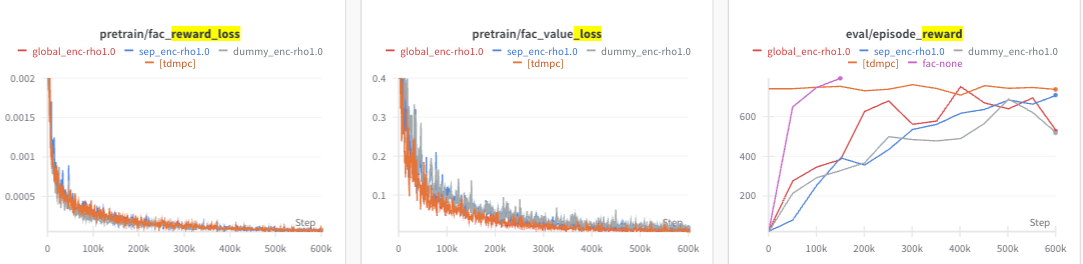 pretrain/fac_reward_loss
global_enc-rho1.0 sep_enc-rho1.0 dummy_enc-rho1.0
[tdmpc]
0.002
0.0015
0.001
0.0005
Step
0 100k 200k 300k 400k 500k 600k
pretrain/fac_value_loss
global_enc-rho1.0 sep_enc-rho1.0 dummy_enc-rho1.0
[tdmpc]
0.4
0.3
0.2
0.1
Step
0 100k 200k 300k 400k 500k 600k
eval/episode_reward
global_enc-rho1.0 sep_enc-rho1.0 dummy_enc-rho1.0
[tdmpc] fac-none
600
400
200
Step
0 100k 200k 300k 400k 500k 600k